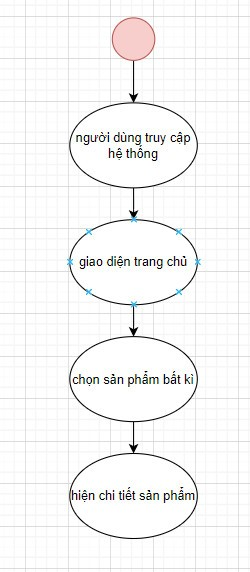 người dùng truy cập
hệ thống
giao diện trang chủ
chọn sản phẩm bất kì
hiện chi tiết sản phẩm